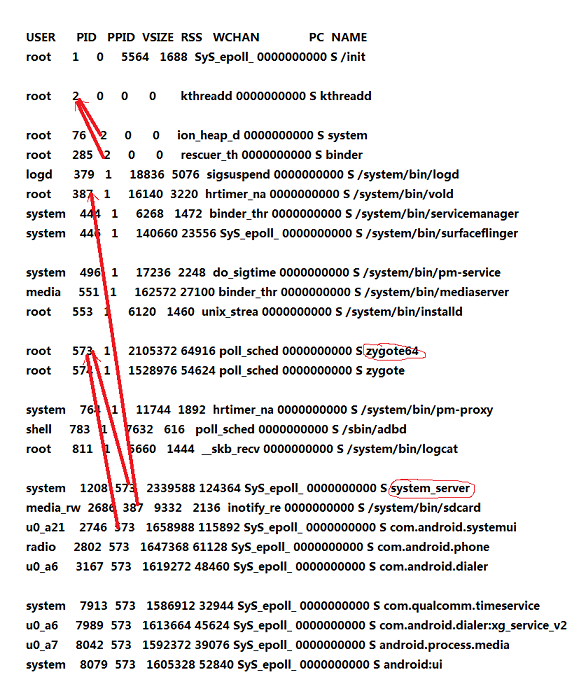 USER PID PPID VSIZE RSS WCHAN PC NAME
root 1 0 5564 1688 SyS_epoll_ 0000000000 S /init
root 2 0 0 0 kthreadd 0000000000 S kthreadd
root 76 2 0 0 ion_heap_d 0000000000 S system
root 285 2 0 0 rescuer_th 0000000000 S binder
logd 379 1 18836 5076 sigsuspend 0000000000 S /system/bin/logd
root 387 1 16140 3220 hrtimer_na 0000000000 S /system/bin/vold
system 444 1 6268 1472 binder_thr 0000000000 S /system/bin/servicemanager
system 446 1 140660 23556 SyS_epoll_ 0000000000 S /system/bin/surfaceflinger
system 496 1 17236 2248 do_sigtime 0000000000 S /system/bin/pm-service
media 551 1 162572 27100 binder_thr 0000000000 S /system/bin/mediaserver
root 553 1 6120 1460 unix_strea 0000000000 S /system/bin/installd
root 573 1 2105372 64916 poll_sched 0000000000 S zygote64
root 574 1 1528976 54624 poll_sched 0000000000 S zygote
system 764 1 11744 1892 hrtimer_na 0000000000 S /system/bin/pm-proxy
shell 783 1 7632 616 poll_sched 0000000000 S /sbin/adbd
root 811 1 5660 1444 __skb_recv 0000000000 S /system/bin/logcat
system 1208 573 2339588 124364 SyS_epoll_ 0000000000 S system_server
media_rw 2686 387 9332 2136 inotify_re 0000000000 S /system/bin/sdcard
u0_a21 2746 573 1658988 115892 SyS_epoll_ 0000000000 S com.android.systemui
radio 2802 573 1647368 61128 SyS_epoll_ 0000000000 S com.android.phone
u0_a6 3167 573 1619272 48460 SyS_epoll_ 0000000000 S com.android.dialer
system 7913 573 1586912 32944 SyS_epoll_ 0000000000 S com.qualcomm.timeservice
u0_a6 7989 573 1613664 45624 SyS_epoll_ 0000000000 S com.android.dialer:xg_service_v2
u0_a7 8042 573 1592372 39076 SyS_epoll_ 0000000000 S android.process.media
system 8079 573 1605328 52840 SyS_epoll_ 0000000000 S android:ui